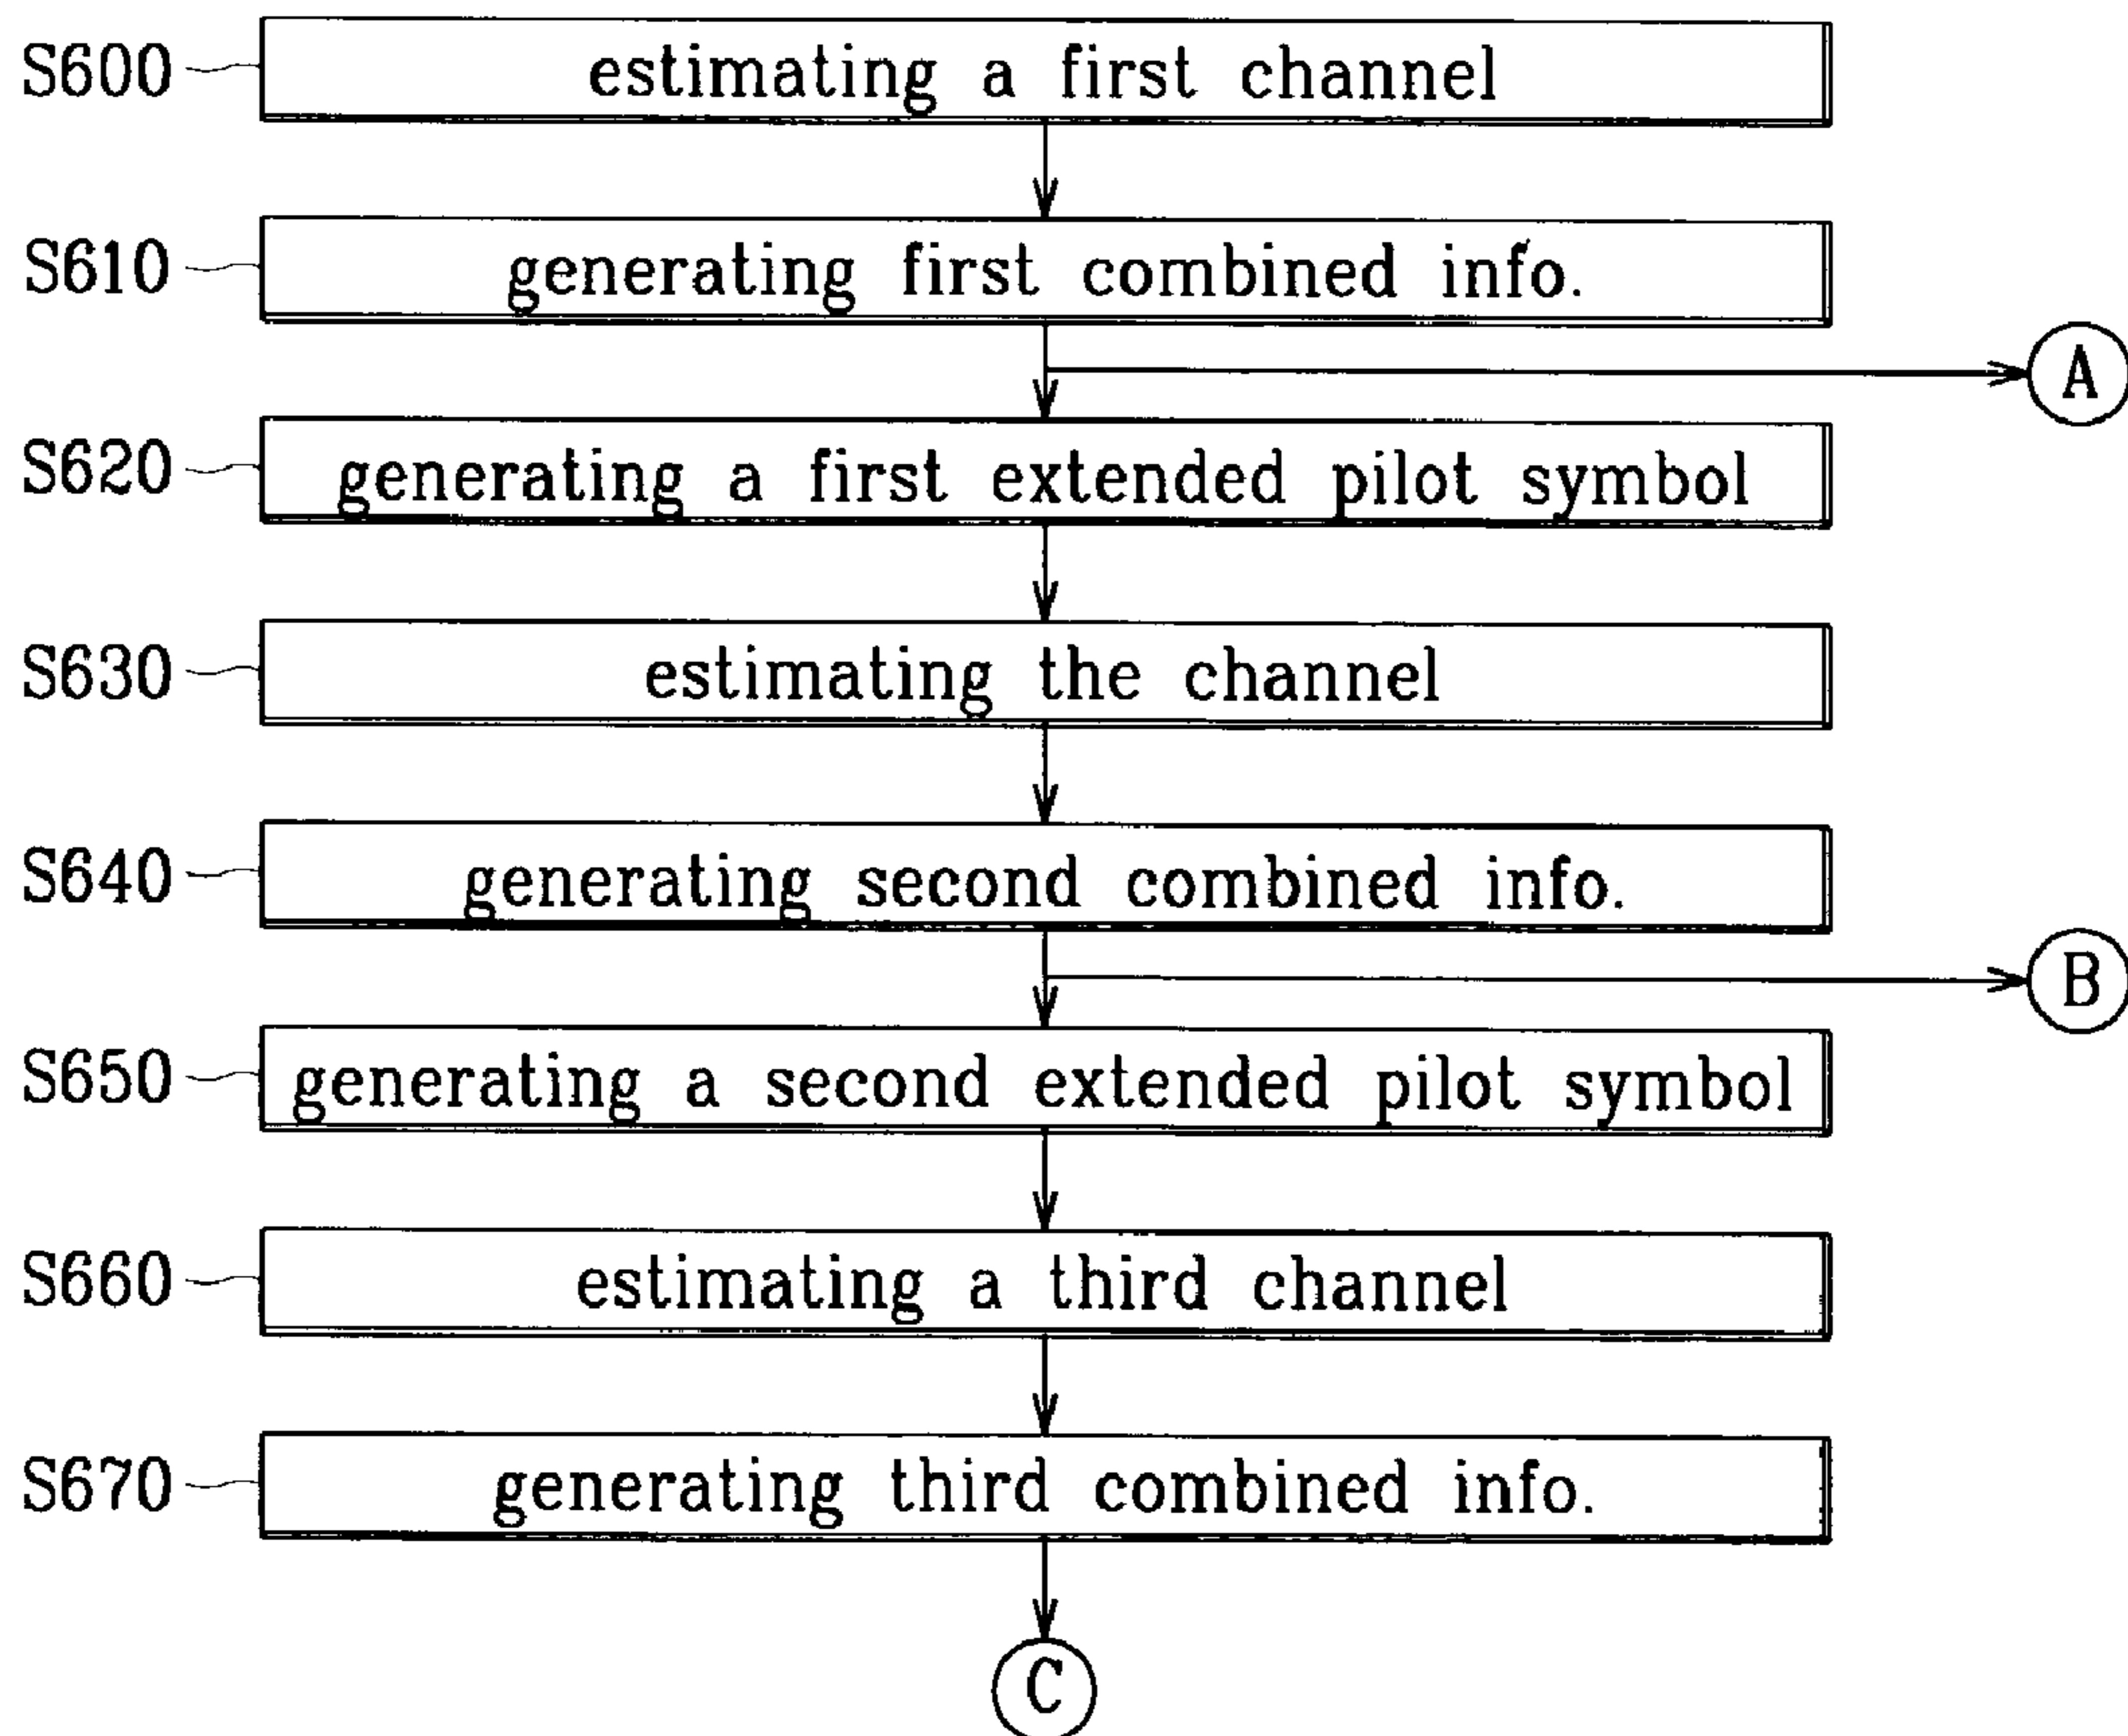 S600 estimating a first channel
S610 generating first combined info.
A
S620 generating a first extended pilot symbol
S630 estimating the channel
S640 generating second combined info.
B
S650 generating a second extended pilot symbol
S660 estimating a third channel
S670 generating third combined info.
C